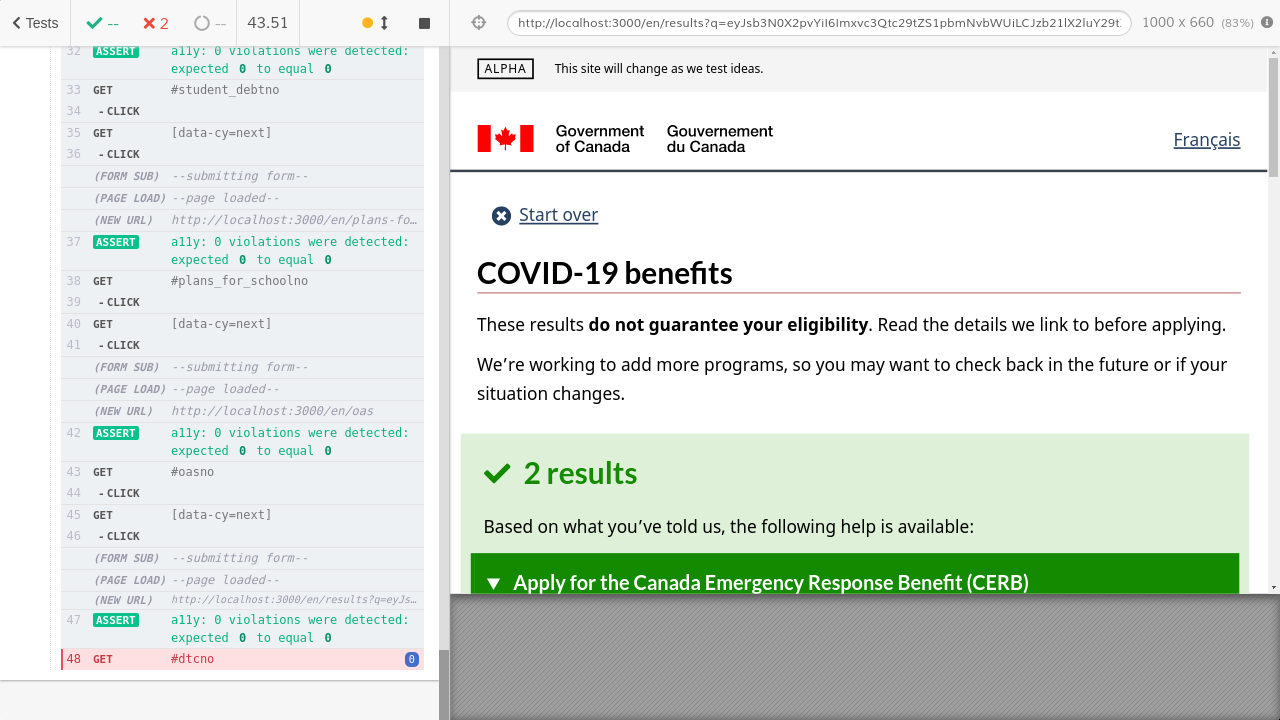 Tests
--
2
--
43.51
http://localhost:3000/en/results?q=eyJsb3N0X2pvYiI6Imxvc3Qtc29tZS1pbmNvbWUiLCJzb21lX2luY29t
1000 x 660 (83%)
32 ASSERT a11y: 0 violations were detected:
expected 0 to equal 0
33 GET #student_debtno
34 -CLICK
35 GET [data-cy=next]
36 -CLICK
(FORM SUB) --submitting form--
(PAGE LOAD) --page loaded--
(NEW URL) http://localhost:3000/en/plans-fo…
37 ASSERT a11y: 0 violations were detected:
expected 0 to equal 0
38 GET #plans_for_schoolno
39 -CLICK
40 GET [data-cy=next]
41 -CLICK
(FORM SUB) --submitting form--
(PAGE LOAD) --page loaded--
(NEW URL) http://localhost:3000/en/oas
42 ASSERT a11y: 0 violations were detected:
expected 0 to equal 0
43 GET #oasno
44 -CLICK
45 GET [data-cy=next]
46 -CLICK
(FORM SUB) --submitting form--
(PAGE LOAD) --page loaded--
(NEW URL) http://localhost:3000/en/results?q=eyJs…
47 ASSERT a11y: 0 violations were detected:
expected 0 to equal 0
48 GET #dtcno 0
ALPHA This site will change as we test ideas.
Government of Canada
Gouvernement du Canada
Français
Start over
COVID-19 benefits
These results do not guarantee your eligibility. Read the details we link to before applying.
We’re working to add more programs, so you may want to check back in the future or if your
situation changes.
2 results
Based on what you’ve told us, the following help is available:
Apply for the Canada Emergency Response Benefit (CERB)